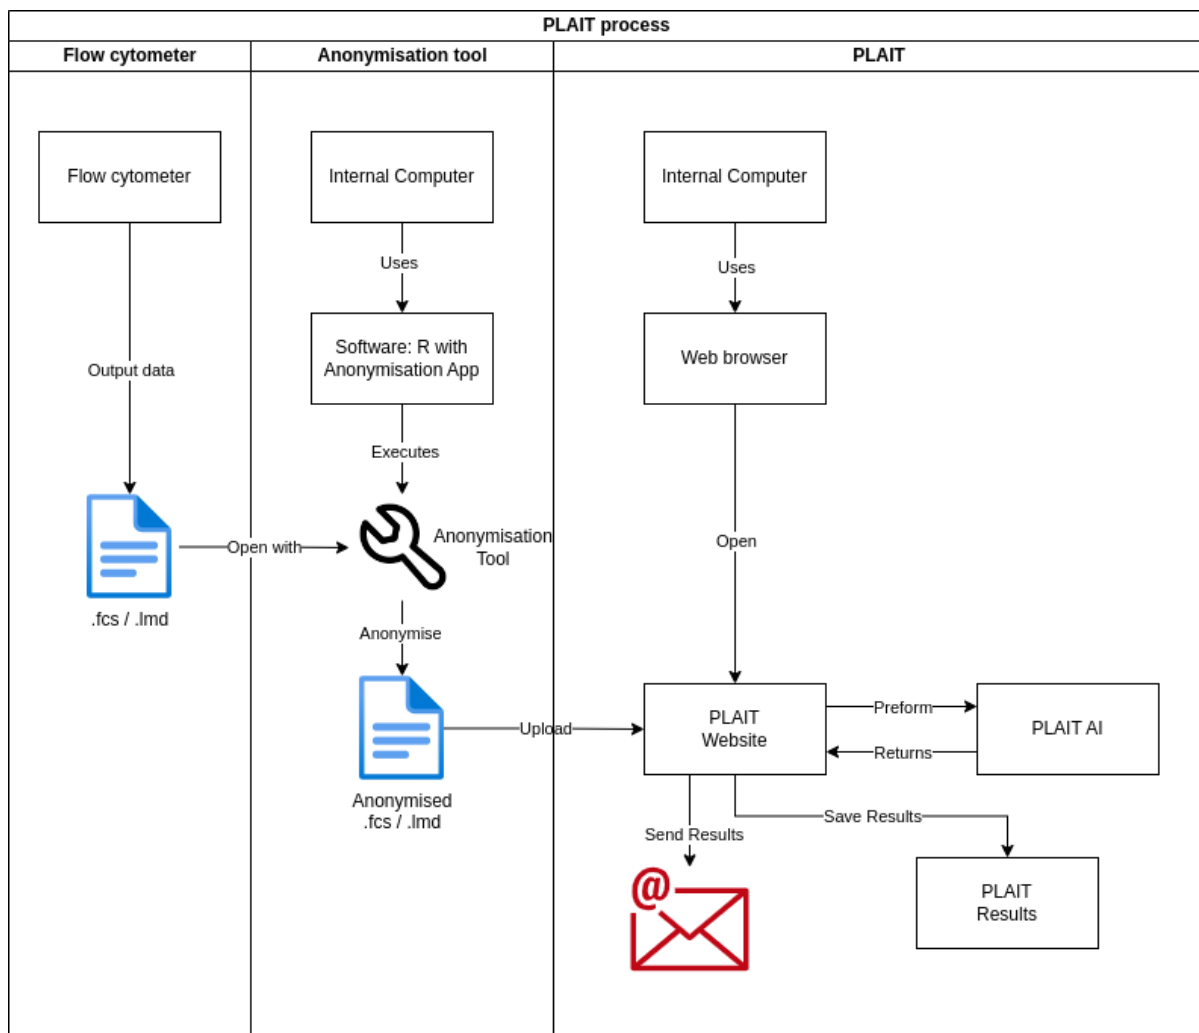 PLAIT process
Flow cytometer
Anonymisation tool
PLAIT
Flow cytometer
Internal Computer
Internal Computer
Uses
Uses
Software: R with
Anonymisation App
Web browser
Output data
Executes
Open with
Anonymisation
Tool
Open
.fcs / .lmd
Anonymise
Upload
PLAIT
Website
Preform
Returns
PLAIT AI
Anonymised
.fcs / .lmd
Send Results
Save Results
@
PLAIT
Results